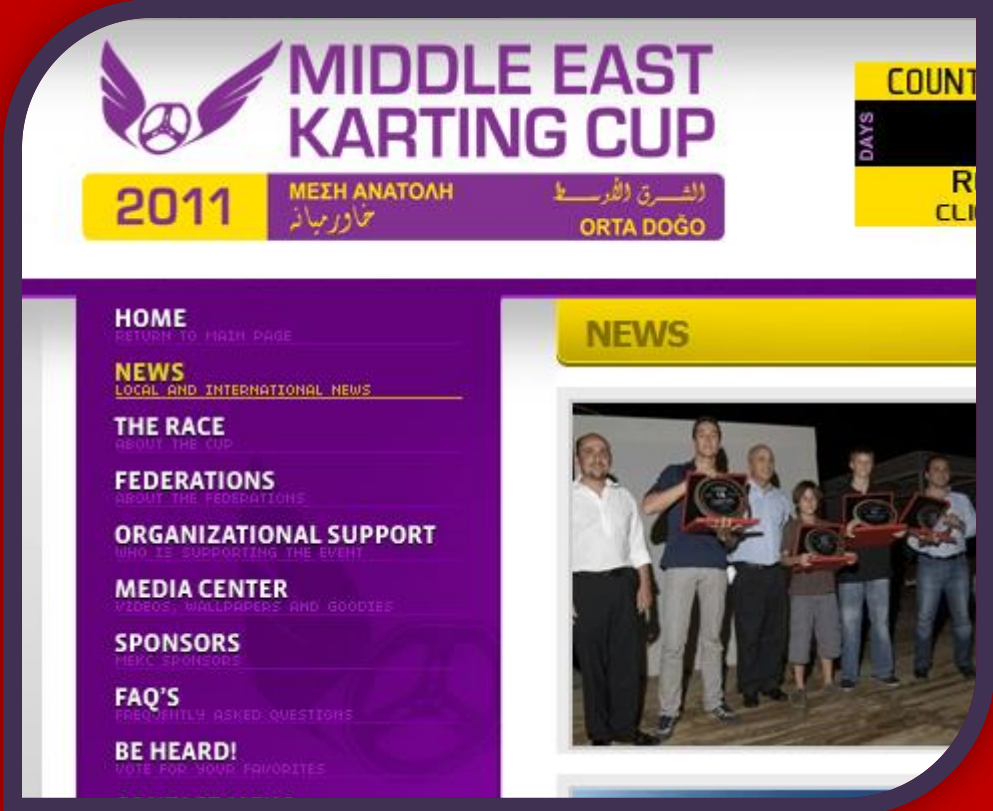 MIDDLE EAST
KARTING CUP
2011
ΜΕΣΗ ΑΝΑΤΟΛΗ
الشرق الأوسط
خاورمیانه
ORTA DOĞO
COUNT
DAYS
CLI
HOME
RETURN TO MAIN PAGE
NEWS
LOCAL AND INTERNATIONAL NEWS
THE RACE
ABOUT THE CUP
FEDERATIONS
ABOUT THE FEDERATIONS
ORGANIZATIONAL SUPPORT
WHO IS SUPPORTING THE EVENT
MEDIA CENTER
VIDEOS, WALLPAPERS AND GOODIES
SPONSORS
MEKC SPONSORS
FAQ'S
FREQUENTLY ASKED QUESTIONS
BE HEARD!
VOTE FOR YOUR FAVORITES
NEWS